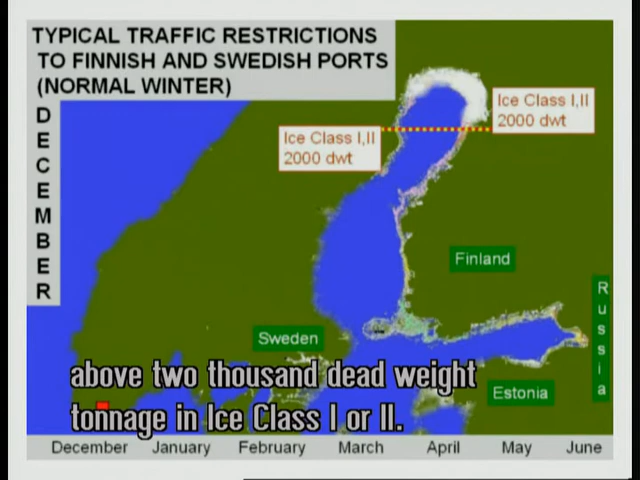 TYPICAL TRAFFIC RESTRICTIONS
TO FINNISH AND SWEDISH PORTS
(NORMAL WINTER)
DECEMBER
Ice Class I,II
2000 dwt
Ice Class I,II
2000 dwt
Finland
Russia
Sweden
Estonia
above two thousand dead weight
tonnage in Ice Class I or II.
December January February March April May June